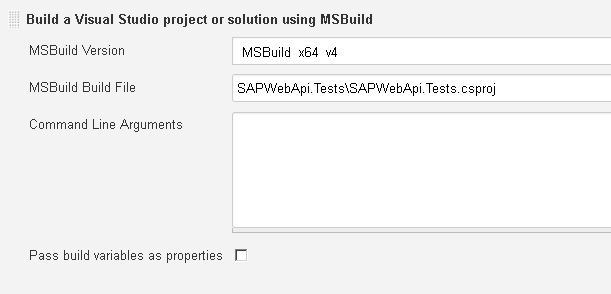 Build a Visual Studio project or solution using MSBuild
MSBuild Version
MSBuild x64 v4
MSBuild Build File
SAPWebApi.Tests\SAPWebApi.Tests.csproj
Command Line Arguments
Pass build variables as properties